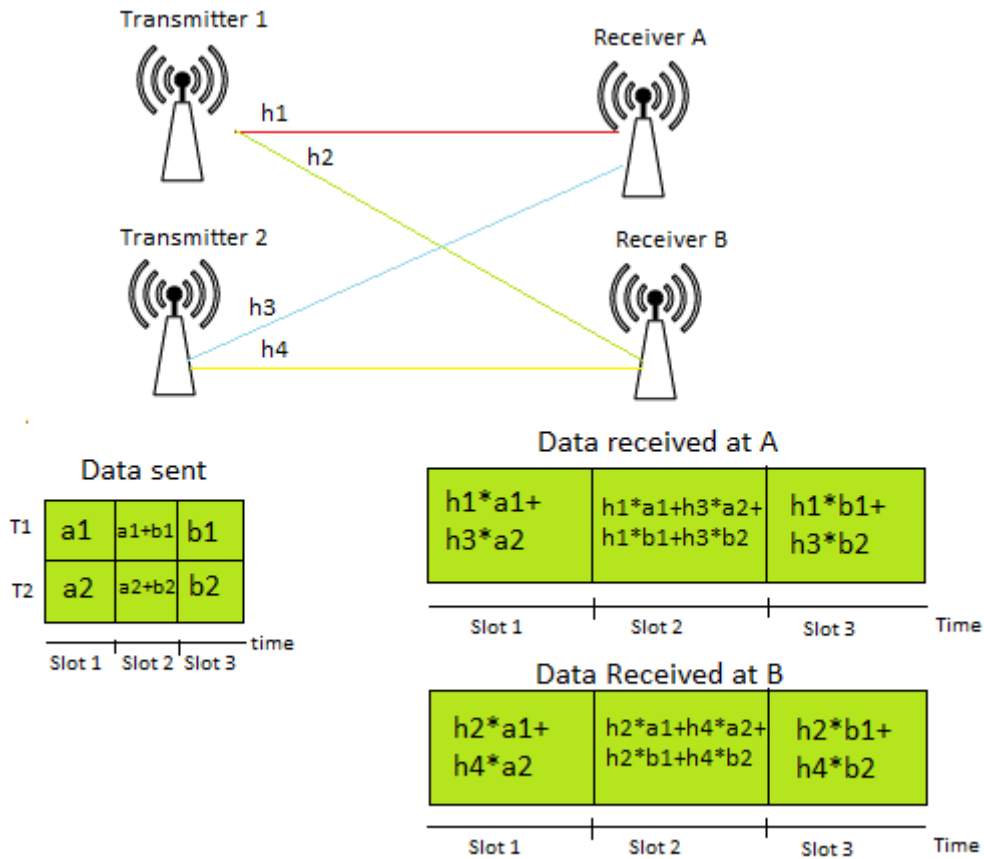 Transmitter 1
Receiver A
h1
h2
Transmitter 2
Receiver B
h3
h4
Data sent
T1 a1 a1+b1 b1
T2 a2 a2+b2 b2
time
Slot 1 Slot 2 Slot 3
Data received at A
h1*a1+ h1*a1+h3*a2+ h1*b1+
h3*a2 h1*b1+h3*b2 h3*b2
Slot 1 Slot 2 Slot 3 Time
Data Received at B
h2*a1+ h2*a1+h4*a2+ h2*b1+
h4*a2 h2*b1+h4*b2 h4*b2
Slot 1 Slot 2 Slot 3 Time